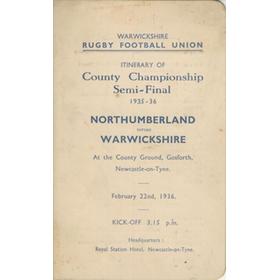 WARWICKSHIRE
RUGBY FOOTBALL UNION
ITINERARY OF
County Championship
Semi-Final
1935-36
NORTHUMBERLAND
versus
WARWICKSHIRE
At the County Ground, Gosforth,
Newcastle-on-Tyne.
February 22nd, 1936.
KICK-OFF 3.15 p.m.
Headquarters :
Royal Station Hotel, Newcastle-on-Tyne.